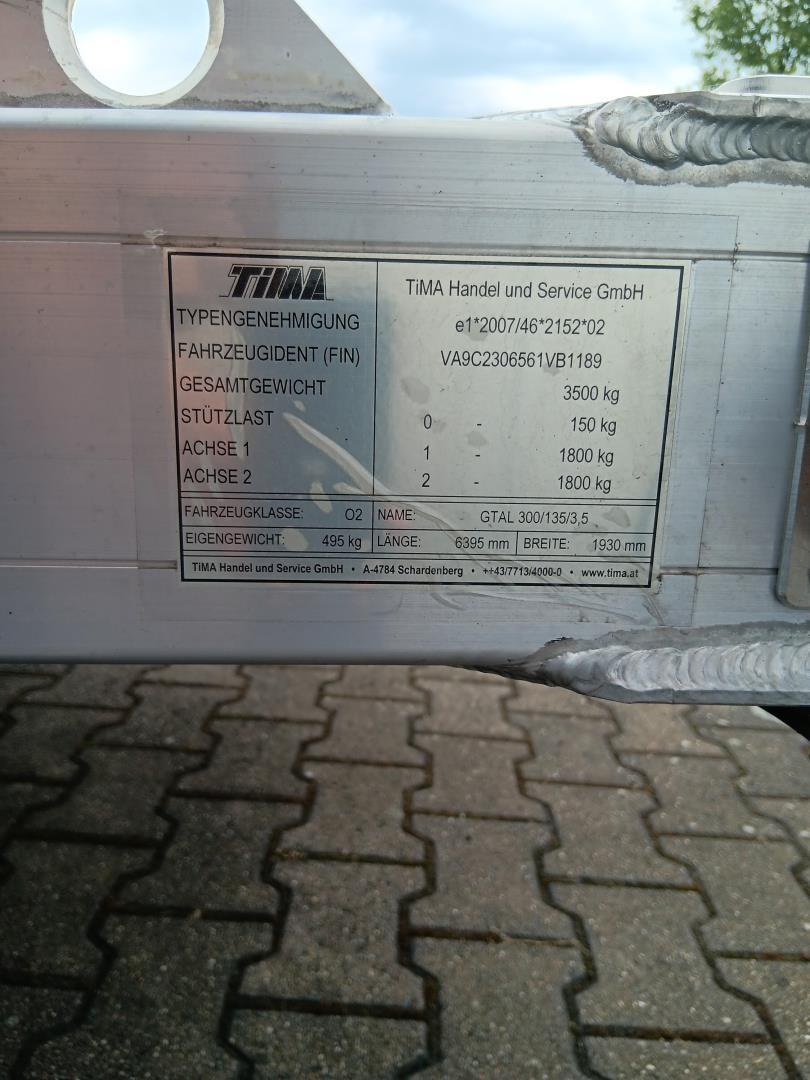 TiMA
TiMA Handel und Service GmbH
TYPENGENEHMIGUNG e1*2007/46*2152*02
FAHRZEUGIDENT (FIN) VA9C2306561VB1189
GESAMTGEWICHT 3500 kg
STÜTZLAST 0 - 150 kg
ACHSE 1 1 - 1800 kg
ACHSE 2 2 - 1800 kg
FAHRZEUGKLASSE: O2 NAME: GTAL 300/135/3,5
EIGENGEWICHT: 495 kg LÄNGE: 6395 mm BREITE: 1930 mm
TiMA Handel und Service GmbH • A-4784 Schardenberg • ++43/7713/4000-0 • www.tima.at